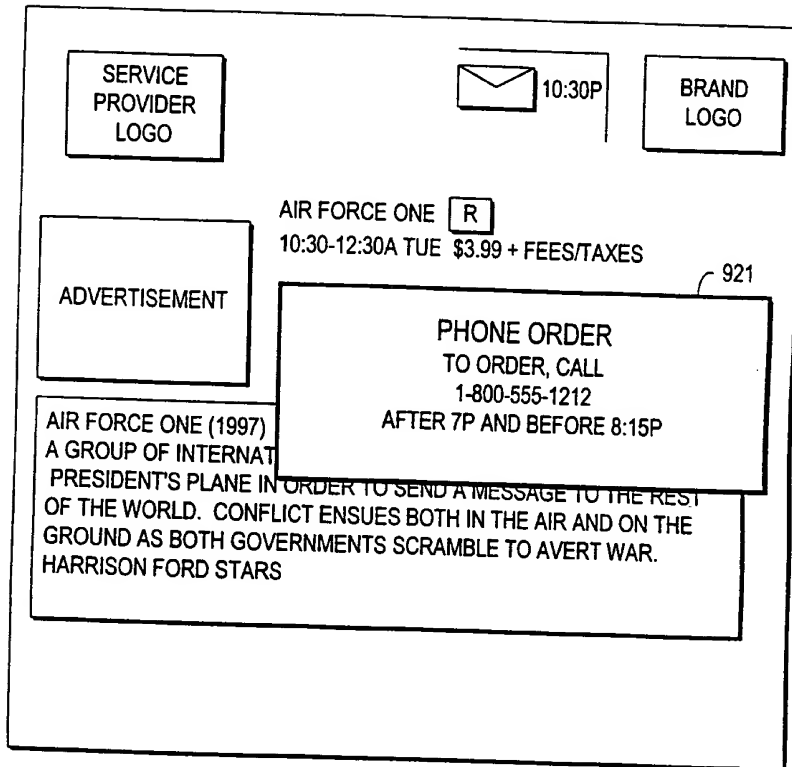 SERVICE
PROVIDER
LOGO
10:30P
BRAND
LOGO
AIR FORCE ONE R
10:30-12:30A TUE $3.99 + FEES/TAXES
ADVERTISEMENT
921
PHONE ORDER
TO ORDER, CALL
1-800-555-1212
AFTER 7P AND BEFORE 8:15P
AIR FORCE ONE (1997)
A GROUP OF INTERNAT
PRESIDENT'S PLANE IN ORDER TO SEND A MESSAGE TO THE REST
OF THE WORLD. CONFLICT ENSUES BOTH IN THE AIR AND ON THE
GROUND AS BOTH GOVERNMENTS SCRAMBLE TO AVERT WAR.
HARRISON FORD STARS